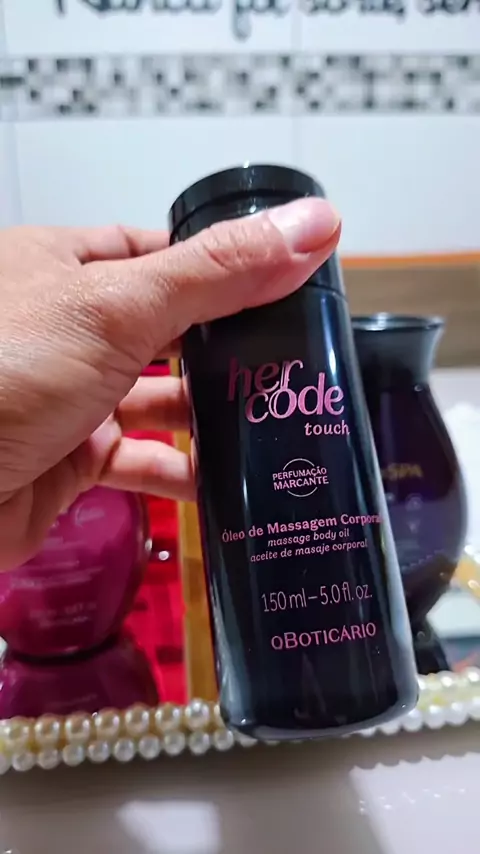 her
code
touch
PERFUMAÇÃO
MARCANTE
Óleo de Massagem Corporal
massage body oil
aceite de masaje corporal
150 ml – 5.0 fl. oz.
OBOTICÁRIO
SPA